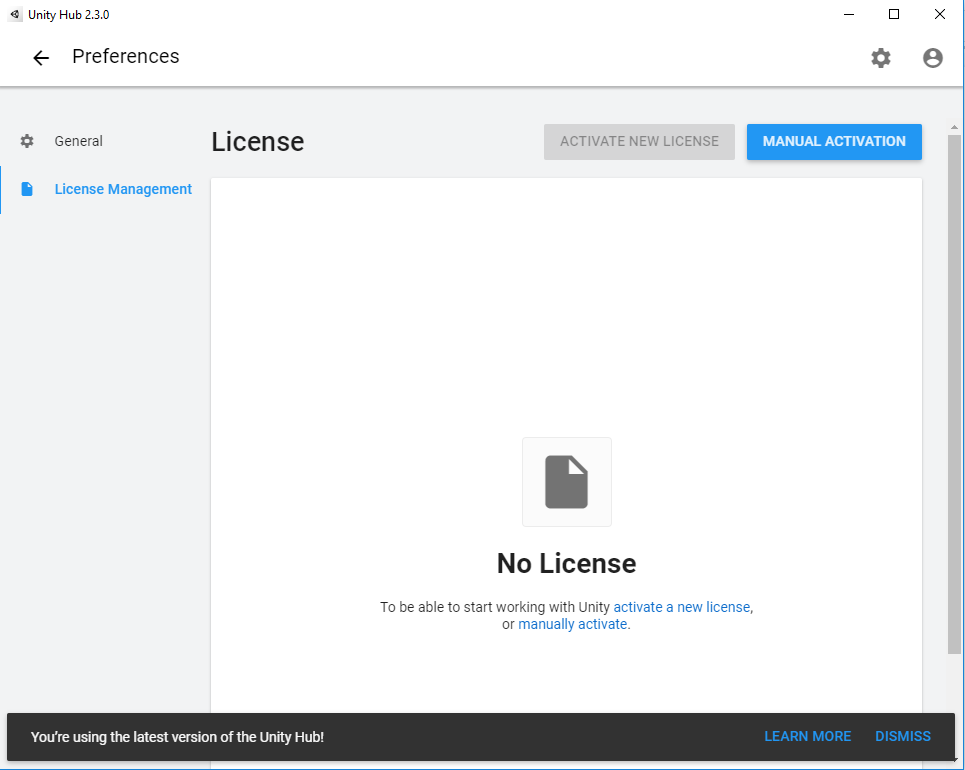 Unity Hub 2.3.0
Preferences
General
License Management
License
ACTIVATE NEW LICENSE
MANUAL ACTIVATION
No License
To be able to start working with Unity activate a new license,
or manually activate.
You're using the latest version of the Unity Hub!
LEARN MORE
DISMISS